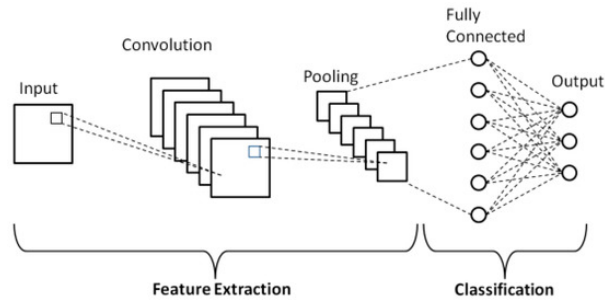 Input
Convolution
Pooling
Fully
Connected
Output
Feature Extraction
Classification